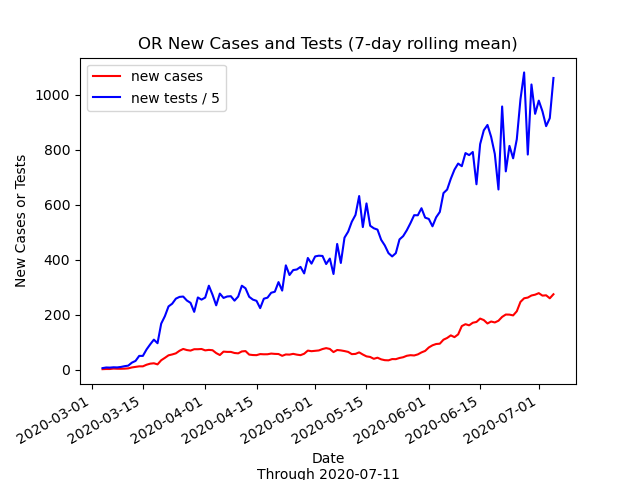 OR New Cases and Tests (7-day rolling mean)
new cases
new tests / 5
New Cases or Tests
1000
800
600
400
200
0
2020-03-01
2020-03-15
2020-04-01
2020-04-15
2020-05-01
2020-05-15
2020-06-01
2020-06-15
2020-07-01
Date
Through 2020-07-11